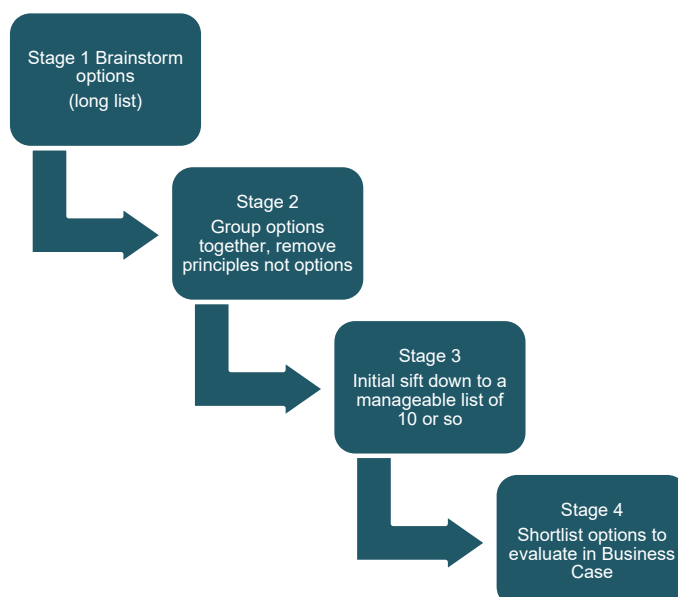 Stage 1 Brainstorm
options
(long list)
Stage 2
Group options
together, remove
principles not options
Stage 3
Initial sift down to a
manageable list of
10 or so
Stage 4
Shortlist options to
evaluate in Business
Case